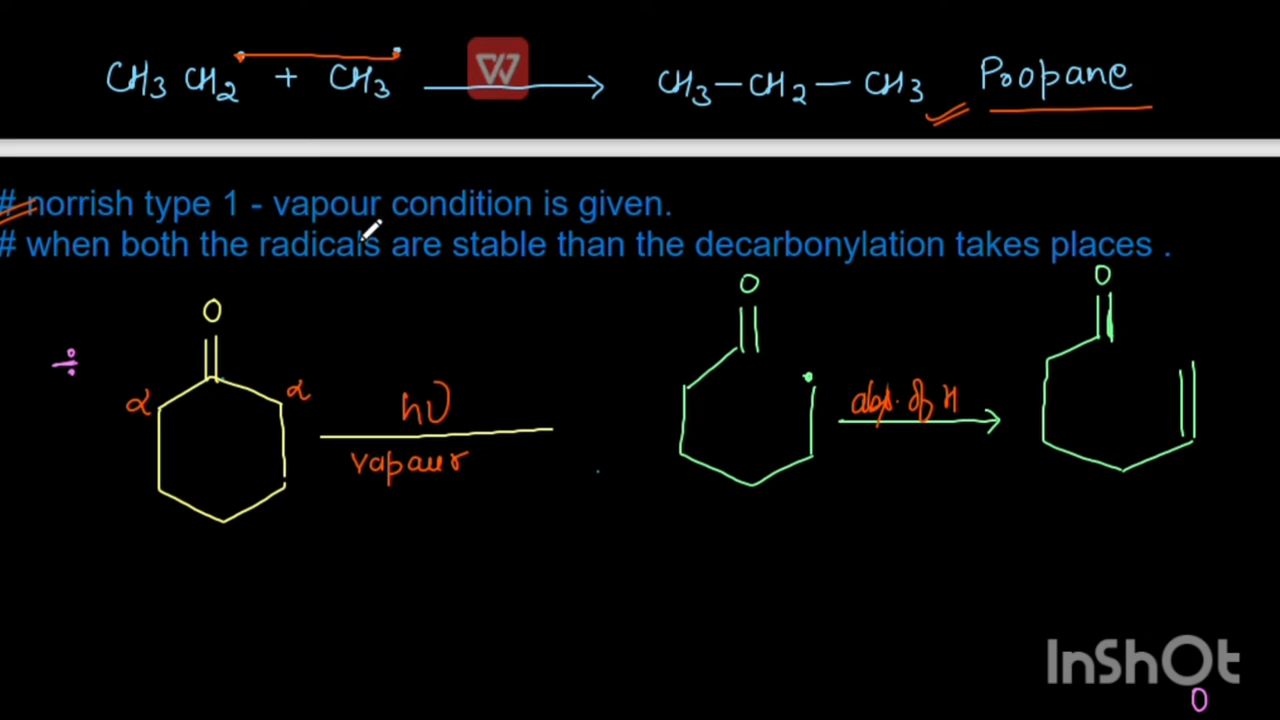 CH3 CH2 + CH3 → CH3-CH2-CH3 Propane
# norrish type 1 - vapour condition is given.
# when both the radicals are stable than the decarbonylation takes places .
O O O
α α hν abs. of H
vapour
InShOt
O